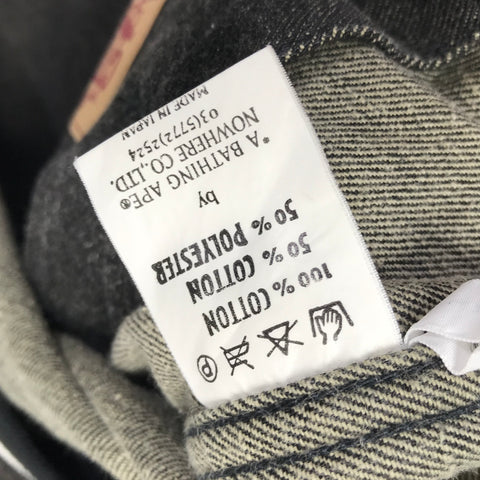 Ⓟ
100% COTTON
50% COTTON
50% POLYESTER
by
"A BATHING APE®
NOWHERE CO.,LTD.
03(5772)2524
MADE IN JAPAN